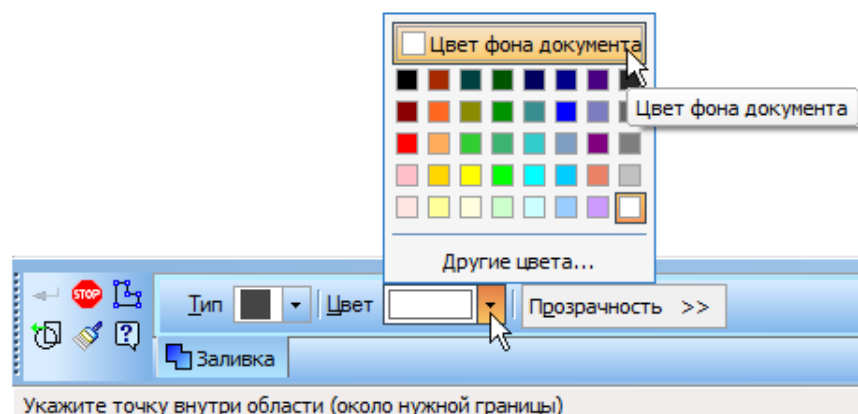 Цвет фона документа
Цвет фона документа
Другие цвета...
STOP
Тип
Цвет
Прозрачность >>
Заливка
Укажите точку внутри области (около нужной границы)